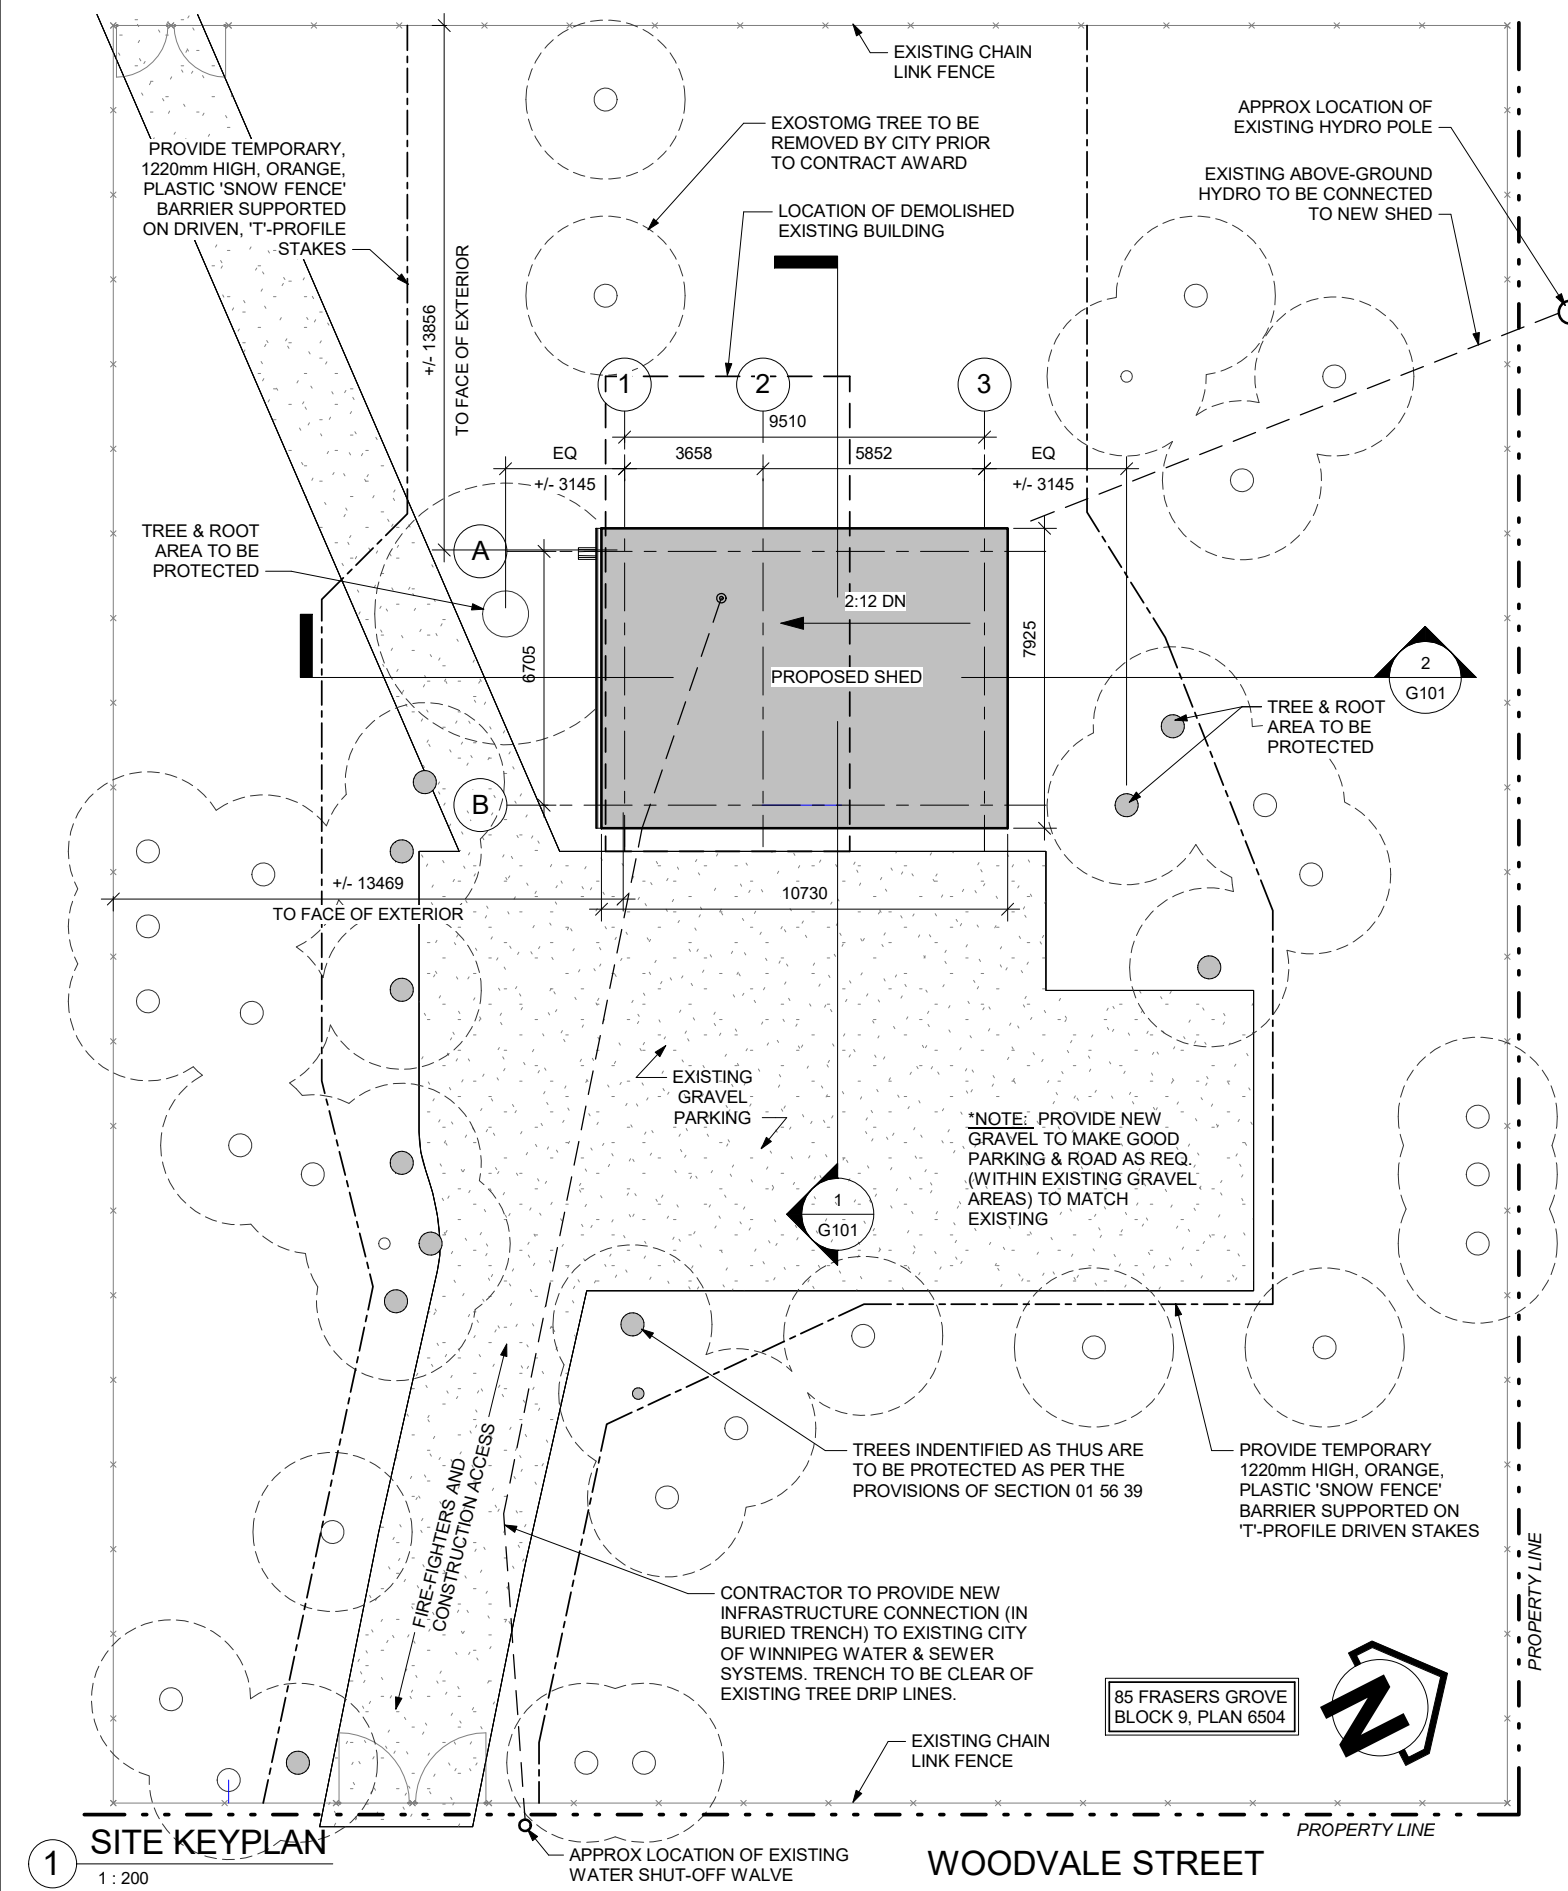 EXISTING CHAIN
LINK FENCE
EXOSTOMG TREE TO BE
REMOVED BY CITY PRIOR
TO CONTRACT AWARD
APPROX LOCATION OF
EXISTING HYDRO POLE
PROVIDE TEMPORARY,
1220mm HIGH, ORANGE,
PLASTIC 'SNOW FENCE'
BARRIER SUPPORTED
ON DRIVEN, 'T'-PROFILE
STAKES
EXISTING ABOVE-GROUND
HYDRO TO BE CONNECTED
TO NEW SHED
LOCATION OF DEMOLISHED
EXISTING BUILDING
+/- 13856
TO FACE OF EXTERIOR
1
2
3
9510
EQ
3658
5852
EQ
+/- 3145
+/- 3145
TREE & ROOT
AREA TO BE
PROTECTED
A
2:12 DN
6705
7925
PROPOSED SHED
2
G101
TREE & ROOT
AREA TO BE
PROTECTED
B
+/- 13469
TO FACE OF EXTERIOR
10730
EXISTING
GRAVEL
PARKING
*NOTE: PROVIDE NEW
GRAVEL TO MAKE GOOD
PARKING & ROAD AS REQ.
(WITHIN EXISTING GRAVEL
AREAS) TO MATCH
EXISTING
1
G101
TREES INDENTIFIED AS THUS ARE
TO BE PROTECTED AS PER THE
PROVISIONS OF SECTION 01 56 39
PROVIDE TEMPORARY
1220mm HIGH, ORANGE,
PLASTIC 'SNOW FENCE'
BARRIER SUPPORTED ON
'T'-PROFILE DRIVEN STAKES
FIRE-FIGHTERS AND
CONSTRUCTION ACCESS
CONTRACTOR TO PROVIDE NEW
INFRASTRUCTURE CONNECTION (IN
BURIED TRENCH) TO EXISTING CITY
OF WINNIPEG WATER & SEWER
SYSTEMS. TRENCH TO BE CLEAR OF
EXISTING TREE DRIP LINES.
PROPERTY LINE
85 FRASERS GROVE
BLOCK 9, PLAN 6504
N
EXISTING CHAIN
LINK FENCE
PROPERTY LINE
1
SITE KEYPLAN
1 : 200
APPROX LOCATION OF EXISTING
WATER SHUT-OFF WALVE
WOODVALE STREET